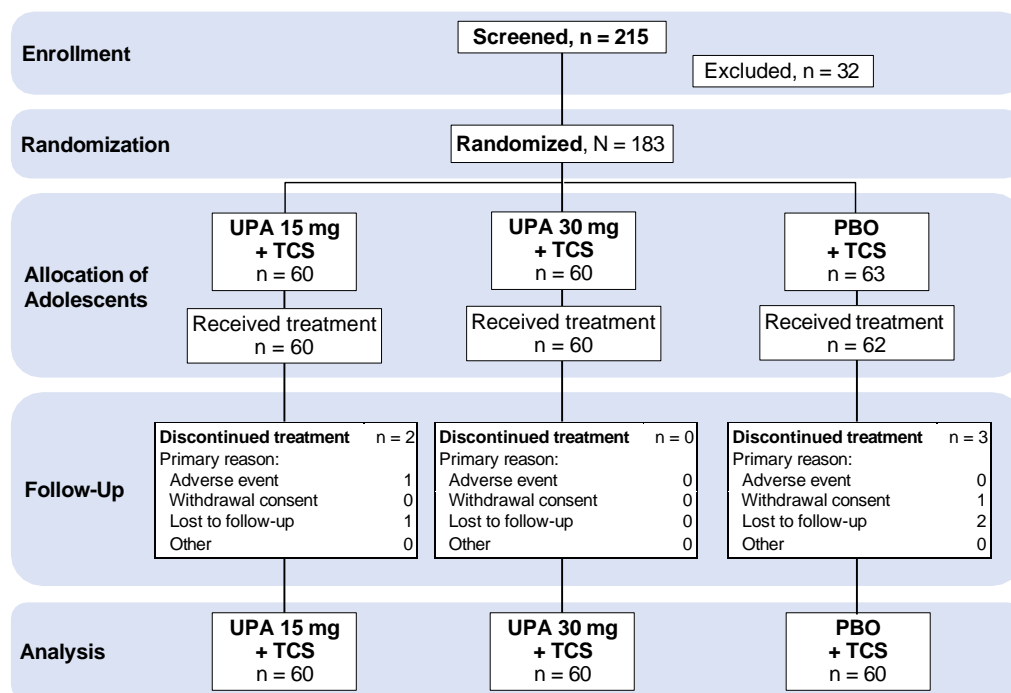 Enrollment
Screened, n = 215
Excluded, n = 32
Randomization
Randomized, N = 183
Allocation of
Adolescents
UPA 15 mg
+ TCS
n = 60
UPA 30 mg
+ TCS
n = 60
PBO
+ TCS
n = 63
Received treatment
n = 60
Received treatment
n = 60
Received treatment
n = 62
Follow-Up
Discontinued treatment n = 2
Primary reason:
Adverse event 1
Withdrawal consent 0
Lost to follow-up 1
Other 0
Discontinued treatment n = 0
Primary reason:
Adverse event 0
Withdrawal consent 0
Lost to follow-up 0
Other 0
Discontinued treatment n = 3
Primary reason:
Adverse event 0
Withdrawal consent 1
Lost to follow-up 2
Other 0
Analysis
UPA 15 mg
+ TCS
n = 60
UPA 30 mg
+ TCS
n = 60
PBO
+ TCS
n = 60